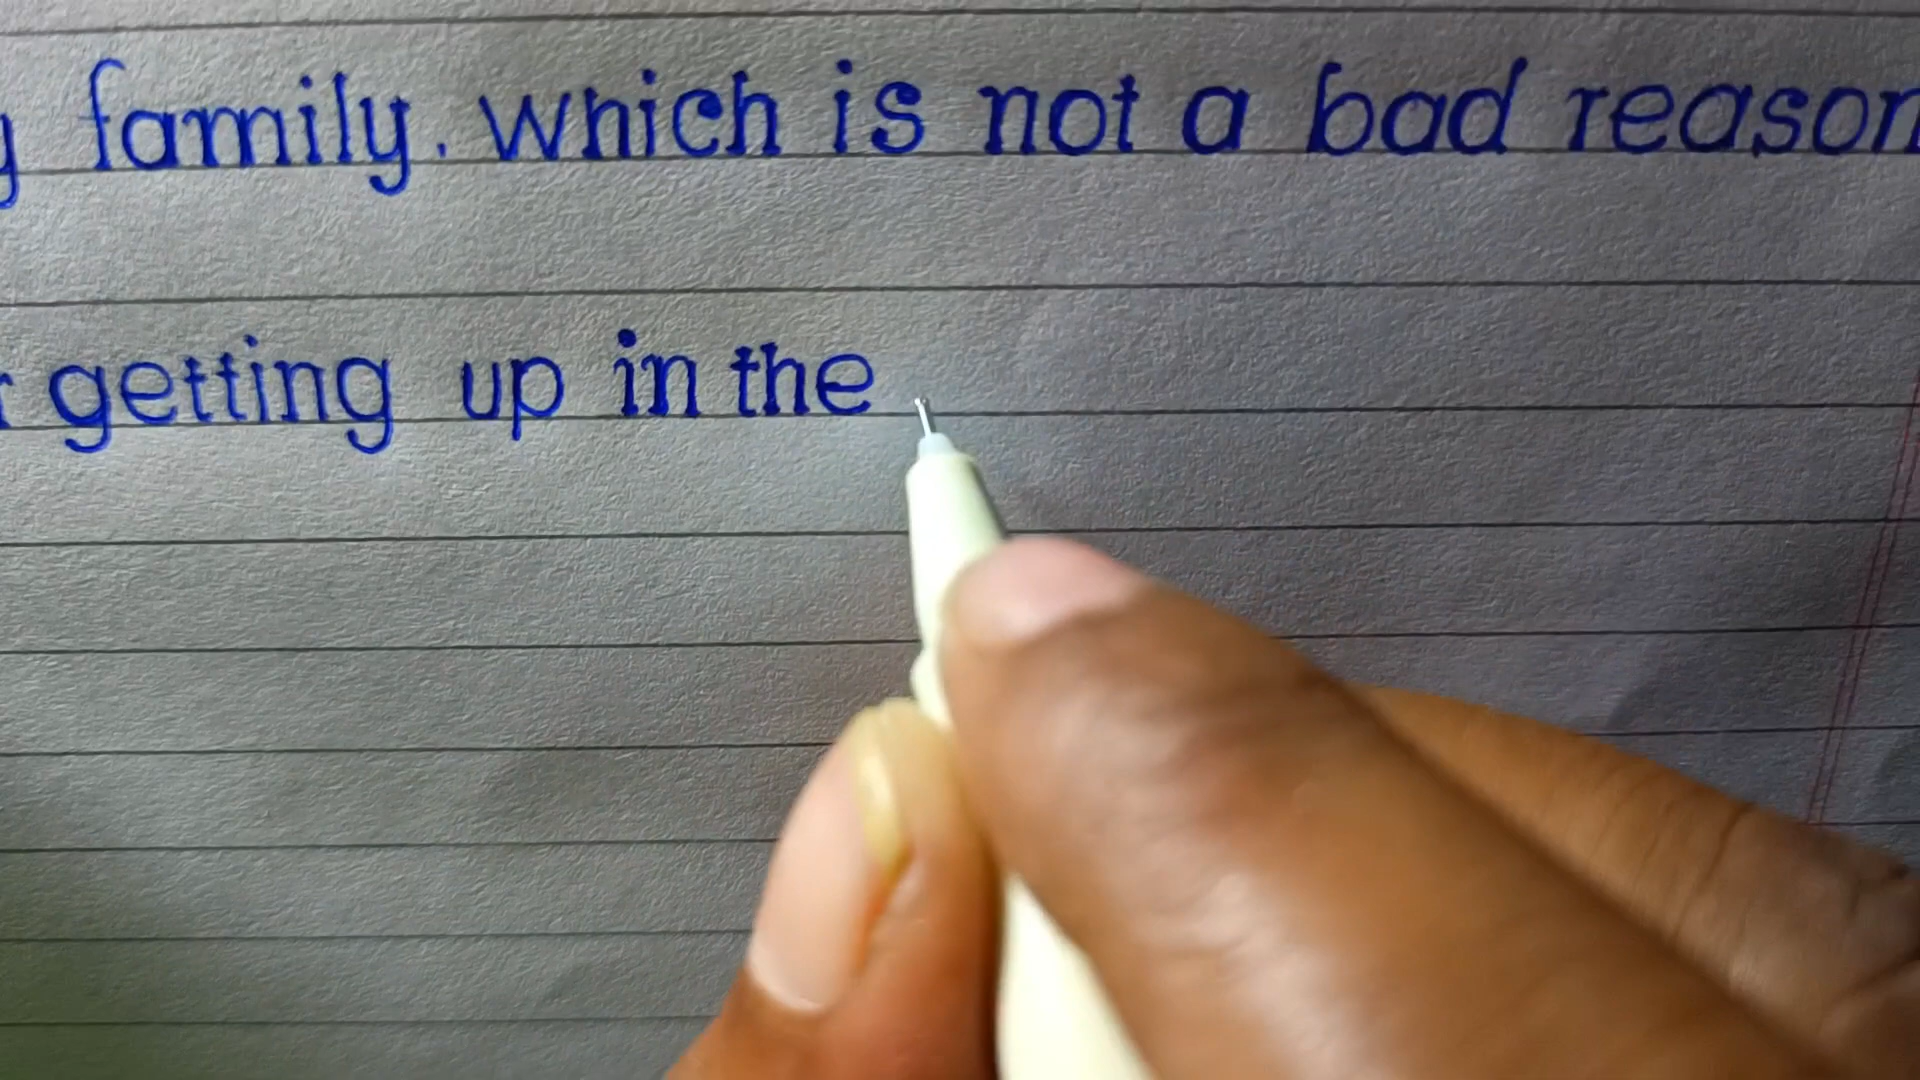 family. which is not a bad reason
getting up in the